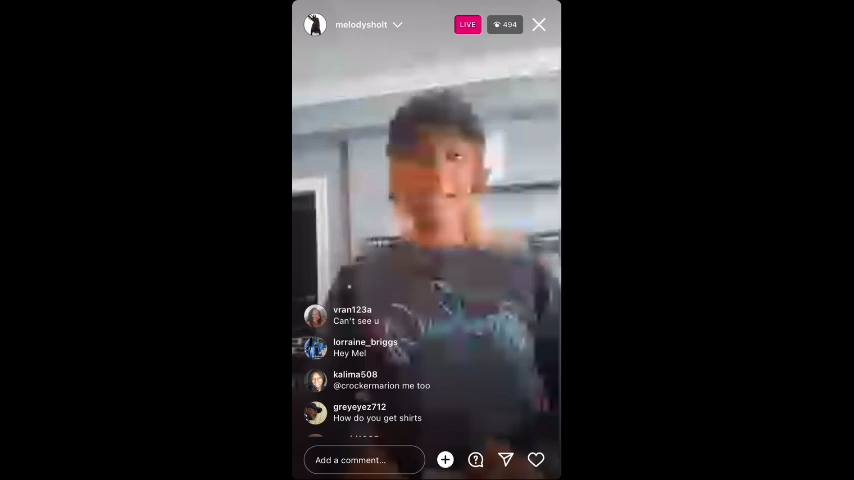 melodysholt
LIVE
494
vran123a
Can't see u
lorraine_briggs
Hey Mel
kalima508
@crockermarion me too
greyeyez712
How do you get shirts
Add a comment...